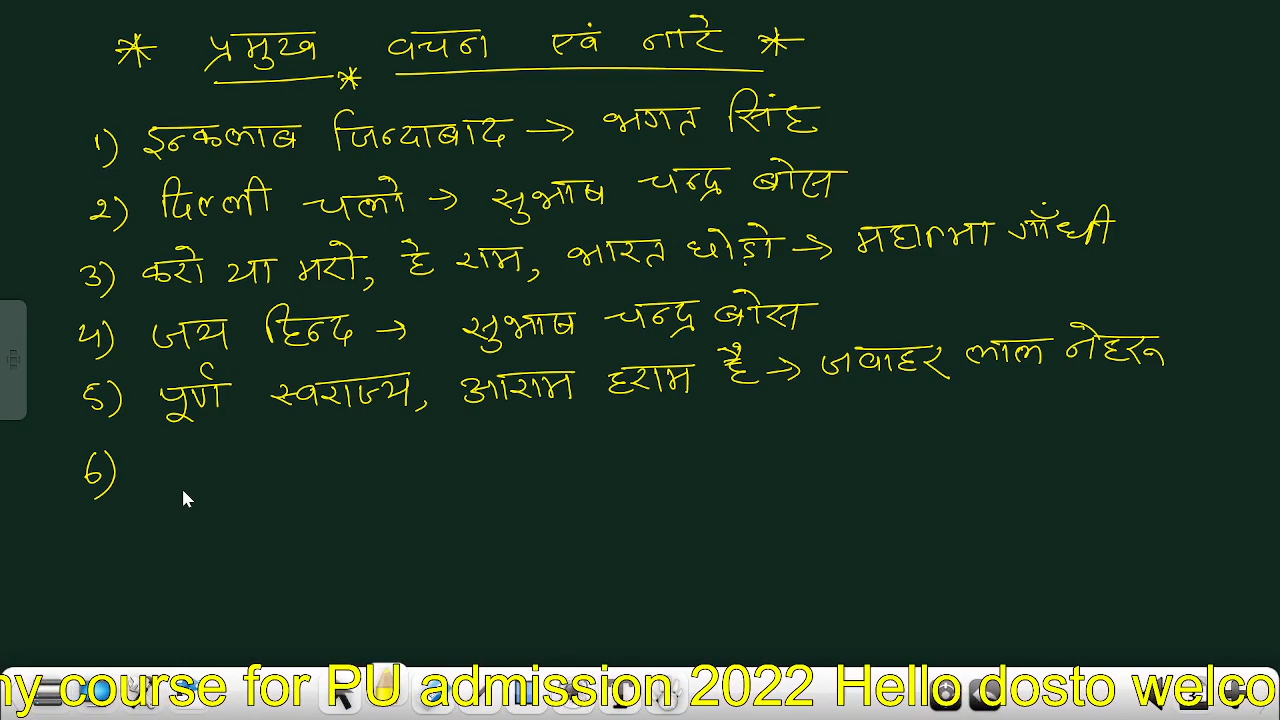 * प्रमुख वचन एवं नारे *
*
1) इन्कलाब जिन्दाबाद → भगत सिंह
2) दिल्ली चलो → सुभाष चन्द्र बोस
3) करो या मरो, हे राम, भारत छोड़ो → महात्मा गाँधी
4) जय हिन्द → सुभाष चन्द्र बोस
5) पूर्ण स्वराज्य, आराम हराम है → जवाहर लाल नेहरू
6)
ny course for PU admission 2022 Hello dosto welco